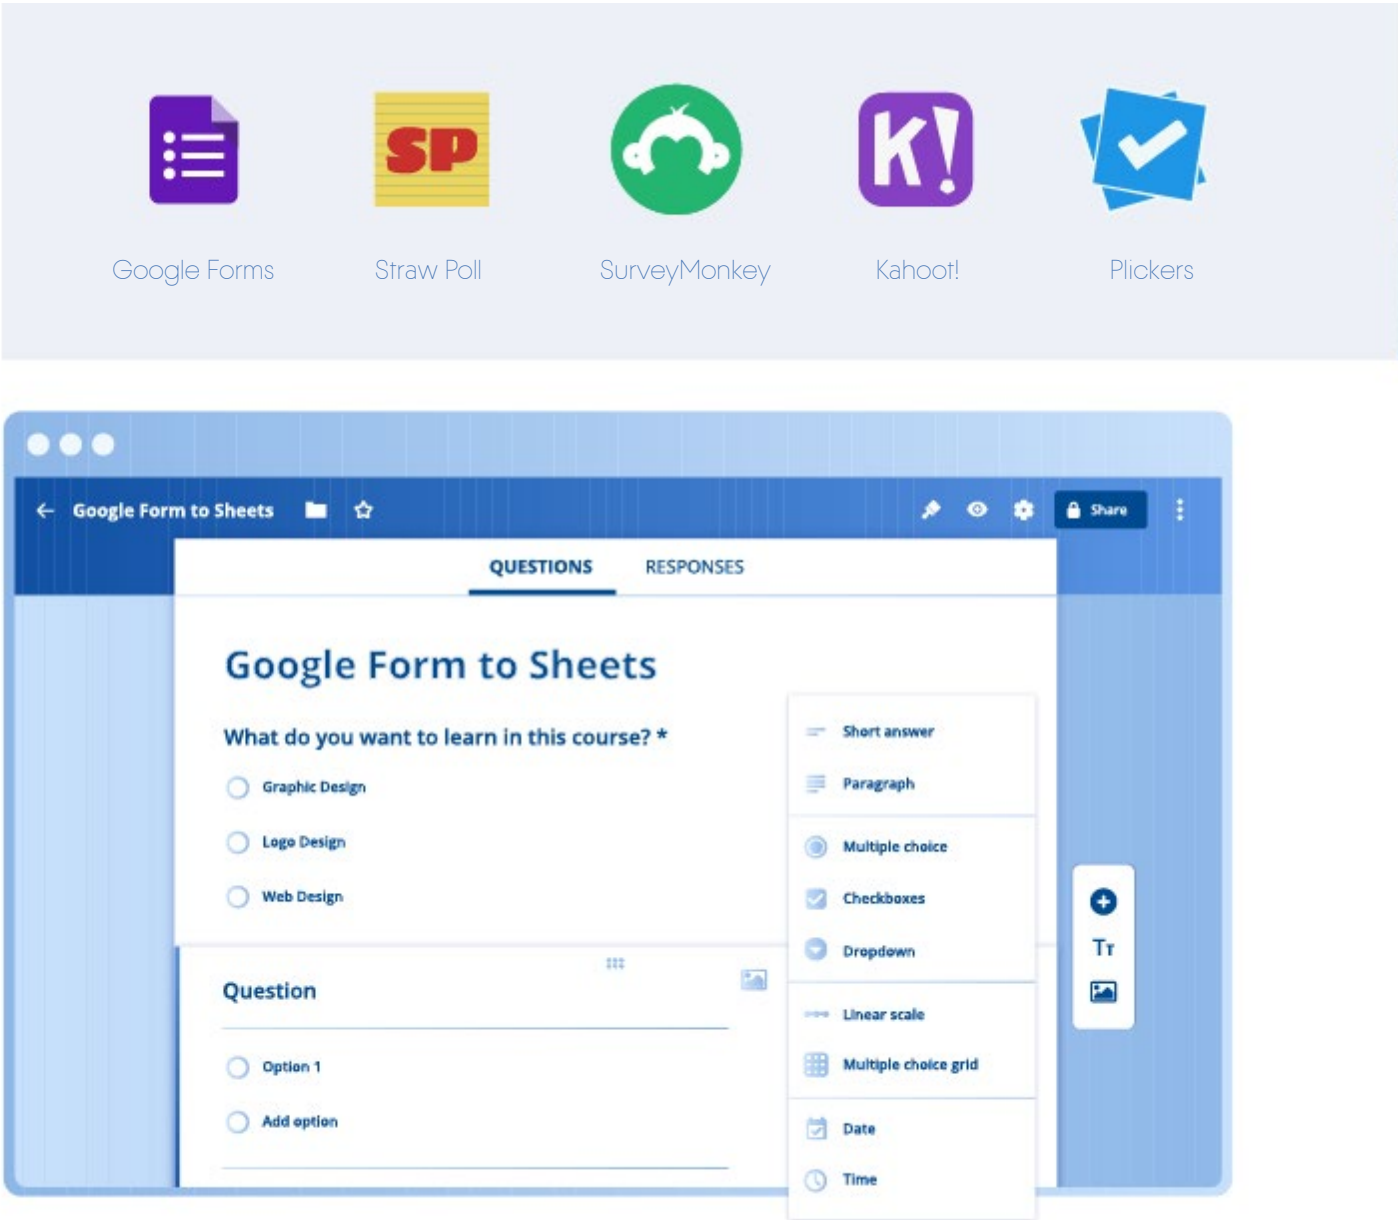 SP
K!
Google Forms
Straw Poll
SurveyMonkey
Kahoot!
Plickers
Google Form to Sheets
Share
QUESTIONS
RESPONSES
Google Form to Sheets
What do you want to learn in this course? *
Graphic Design
Logo Design
Web Design
Question
Option 1
Add option
Short answer
Paragraph
Multiple choice
Checkboxes
Dropdown
Linear scale
Multiple choice grid
Date
Time
Tт